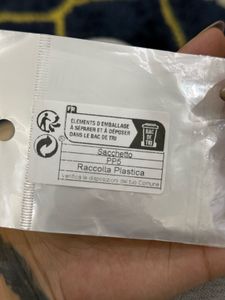 FR
ÉLÉMENTS D'EMBALLAGE
À SÉPARER ET À DÉPOSER
DANS LE BAC DE TRI
BAC
DE TRI
Sacchetto
PP5
Raccolta Plastica
Verifica le disposizioni del tuo Comune